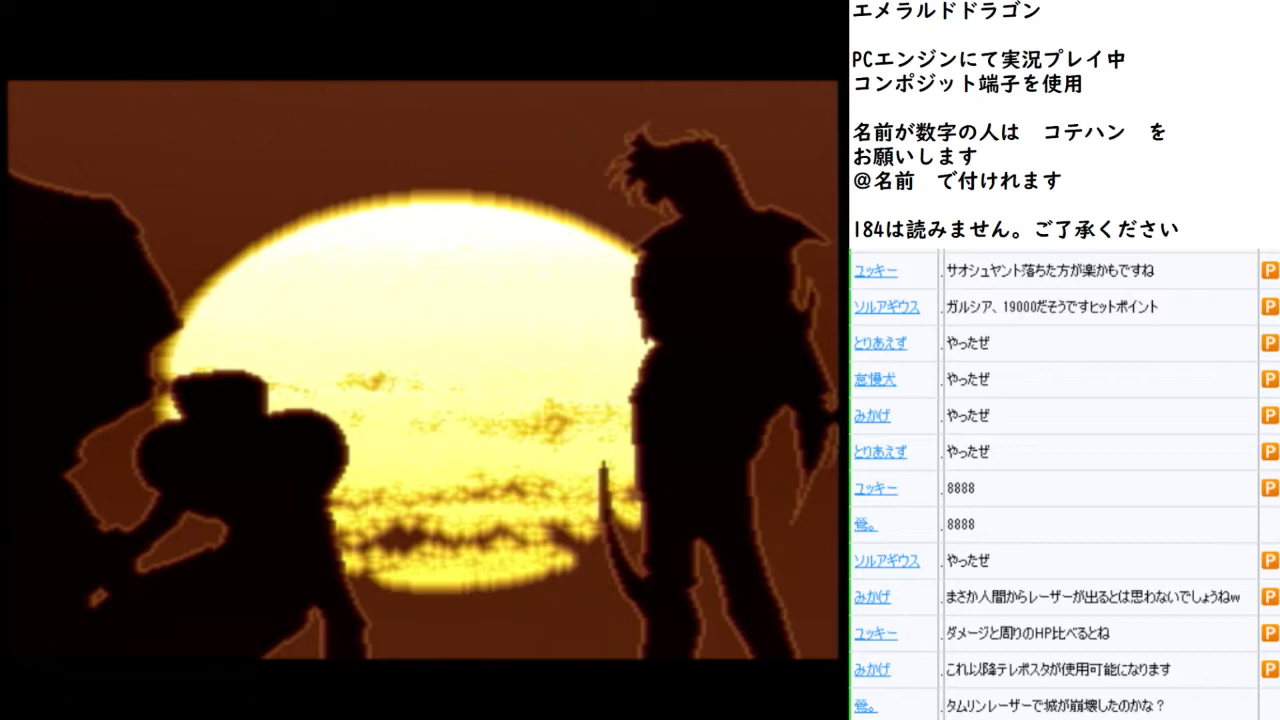 エメラルドドラゴン
PCエンジンにて実況プレイ中
コンポジット端子を使用
名前が数字の人は　コテハン　を
お願いします
@名前　で付けれます
184は読みません。ご了承ください
ユッキー . サオシュヤント落ちた方が楽かもですね P
ソルアギウス . ガルシア、19000だそうですヒットポイント P
とりあえず . やったぜ P
怠慢犬 . やったぜ P
みかげ . やったぜ P
とりあえず . やったぜ P
ユッキー . 8888 P
鶯。 . 8888
ソルアギウス . やったぜ P
みかげ . まさか人間からレーザーが出るとは思わないでしょうねw P
ユッキー . ダメージと周りのHP比べるとね P
みかげ . これ以降テレポスタが使用可能になります P
鶯。 . タムリンレーザーで城が崩壊したのかな？